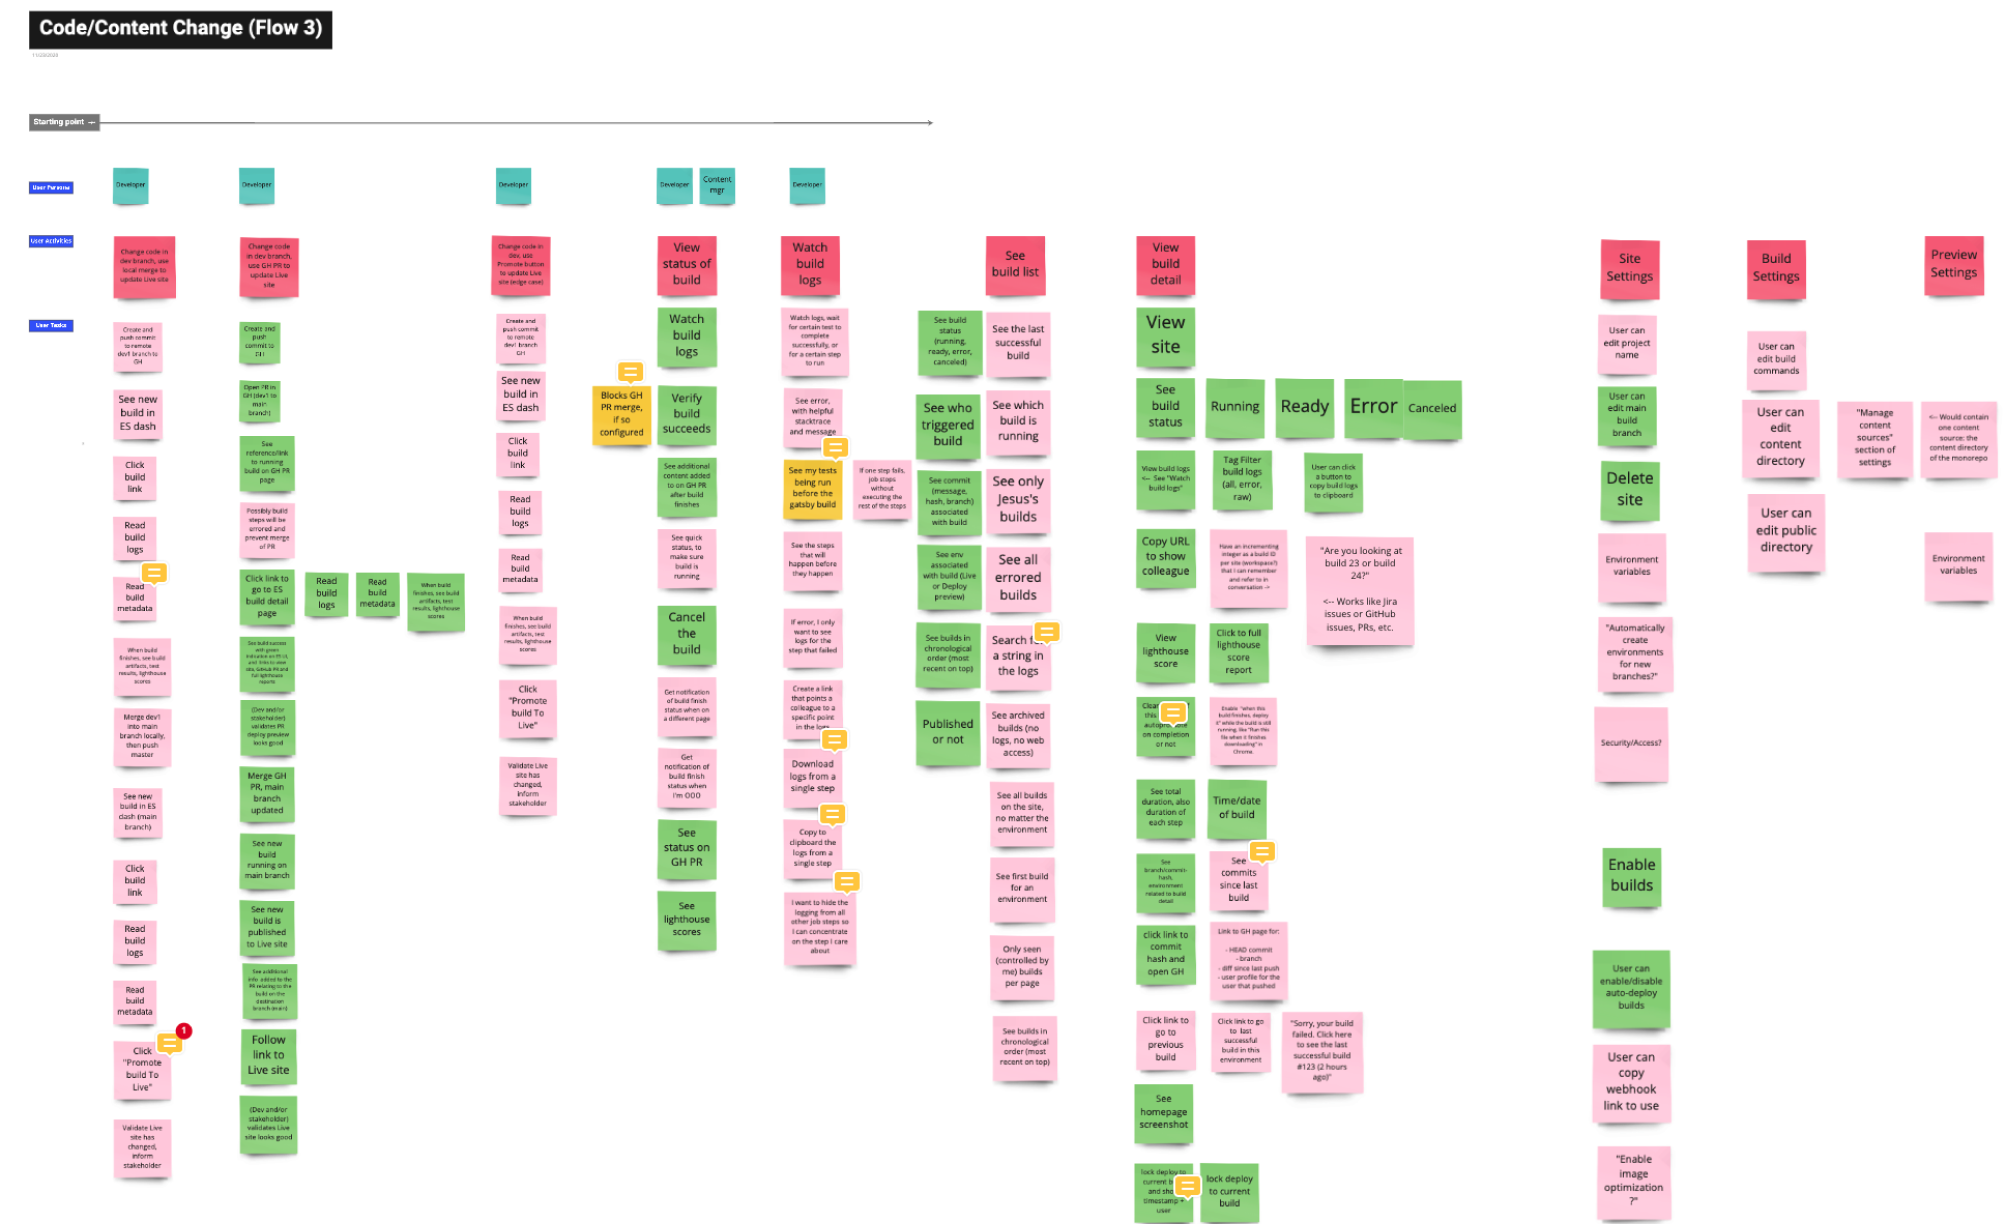 Code/Content Change (Flow 3)
Starting point
User Persona
Developer
Developer
Developer
Developer
Content
mgr
Developer
User Activities
Change code in
dev branch, use
local merge to
update Live site
Change code
in dev branch,
use GH PR to
update Live
site
Change code in
dev, use
Promote button
to update Live
site (edge case)
View
status of
build
Watch
build
logs
See
build list
View
build
detail
Site
Settings
Build
Settings
Preview
Settings
User Tasks
Create and
push commit
to remote
dev1 branch to
GH
See new
build in
ES dash
Click
build
link
Read
build
logs
Read
build
metadata
When build
finishes, see build
artifacts, test
results, lighthouse
scores
Merge dev1
into main
branch locally,
then push
master
See new
build in ES
dash (main
branch)
Click
build
link
Read
build
logs
Read
build
metadata
1
Click
"Promote
build To
Live"
Validate Live
site has
changed,
inform
stakeholder
Create and
push
commit to
GH
Open PR in
GH (dev1 to
main
branch)
See
reference/link
to running
build on GH PR
page
Possibly build
steps will be
errored and
prevent merge
of PR
Click link to
go to ES
build detail
page
Read
build
logs
Read
build
metadata
When build
finishes, see build
artifacts, test
results, lighthouse
scores
See build success
with green
indication on ES UI,
and links to view
site, GitHub PR and
full lighthouse
reports
(Dev and/or
stakeholder)
validates PR
deploy preview
looks good
Merge GH
PR, main
branch
updated
See new
build
running on
main branch
See new
build is
published
to Live site
See additional
info added to the
PR relating to the
build on the
destination
branch (main)
Follow
link to
Live site
(Dev and/or
stakeholder)
validates Live
site looks good
Create and
push commit
to remote
dev1 branch
GH
See new
build in
ES dash
Click
build
link
Read
build
logs
Read
build
metadata
When build
finishes, see build
artifacts, test
results, lighthouse
scores
Click
"Promote
build To
Live"
Validate Live
site has
changed,
inform
stakeholder
Blocks GH
PR merge,
if so
configured
Watch
build
logs
Verify
build
succeeds
See additional
content added
to on GH PR
after build
finishes
See quick
status, to
make sure
build is
running
Cancel
the
build
Get notification
of build finish
status when on
a different page
Get
notification of
build finish
status when
I'm OOO
See
status on
GH PR
See
lighthouse
scores
Watch logs, wait
for certain test to
complete
successfully, or
for a certain step
to run
See error,
with helpful
stacktrace
and message
See my tests
being run
before the
gatsby build
If one step fails,
job stops
without
executing the
rest of the steps
See the steps
that will
happen before
they happen
If error, I only
want to see
logs for the
step that failed
Create a link
that points a
colleague to a
specific point
in the logs
Download
logs from a
single step
Copy to
clipboard the
logs from a
single step
I want to hide the
logging from all
other job steps so
I can concentrate
on the step I care
about
See build
status
(running,
ready, error,
canceled)
See who
triggered
build
See commit
(message,
hash, branch)
associated
with build
See env
associated
with build (Live
or Deploy
preview)
See builds in
chronological
order (most
recent on top)
Published
or not
See the last
successful
build
See which
build is
running
See only
Jesus's
builds
See all
errored
builds
Search
a string in
the logs
See archived
builds (no
logs, no web
access)
See all builds
on the site,
no matter the
environment
See first build
for an
environment
Only seen
(controlled by
me) builds
per page
See builds in
chronological
order (most
recent on top)
View
site
See
build
status
Running
Ready
Error
Canceled
View build logs
<-- See "Watch
build logs"
Tag Filter
build logs
(all, error,
raw)
User can click
a button to
copy build logs
to clipboard
Copy URL
to show
colleague
Have an incrementing
integer as a build ID
per site (workspace?)
that I can remember
and refer to in
conversation ->
"Are you looking at
build 23 or build
24?"
<-- Works like Jira
issues or GitHub
issues, PRs, etc.
View
lighthouse
score
Click to full
lighthouse
score
report
this
on completion
or not
Enable "when this
build finishes, deploy
it" while the build is still
running, like "Run this
file when it finishes
downloading" in
Chrome.
See total
duration, also
duration of
each step
Time/date
of build
See
branch/commit-
hash,
environment
related to build
detail
See
commits
since last
build
click link to
commit
hash and
open GH
Link to GH page for:
- HEAD commit
- branch
- diff since last push
- user profile for the
user that pushed
Click link to
go to
previous
build
Click link to go
to last
successful
build in this
environment
"Sorry, your build
failed. Click here
to see the last
successful build
#123 (2 hours
ago)"
See
homepage
screenshot
lock deploy to
current
and
timestamp +
user
lock deploy
to current
build
User can
edit project
name
User can
edit main
build
branch
Delete
site
Environment
variables
"Automatically
create
environments
for new
branches?"
Security/Access?
Enable
builds
User can
enable/disable
auto-deploy
builds
User can
copy
webhook
link to use
"Enable
image
optimization
?"
User can
edit build
commands
User can
edit
content
directory
"Manage
content
sources"
section of
settings
<-- Would contain
one content
source: the
content directory
of the monorepo
User can
edit public
directory
Environment
variables